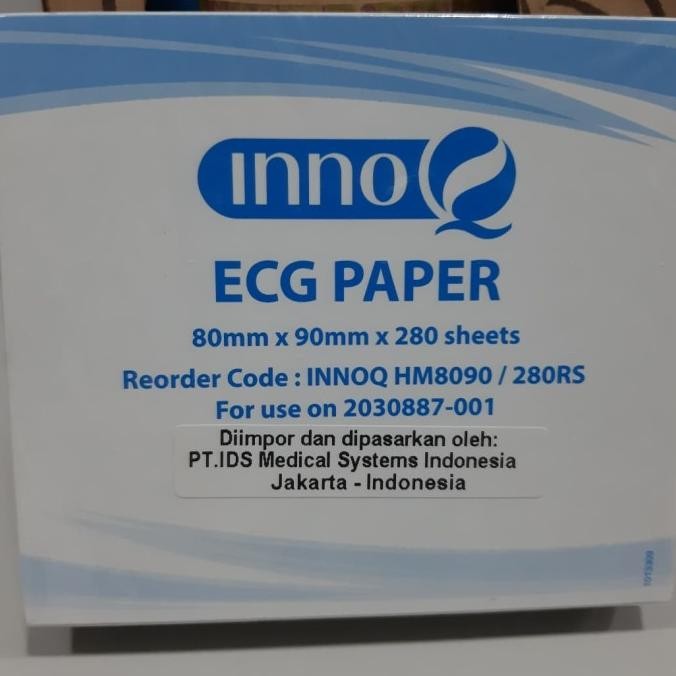 innoQ
ECG PAPER
80mm x 90mm x 280 sheets
Reorder Code : INNOQ HM8090 / 280RS
For use on 2030887-001
Diimpor dan dipasarkan oleh:
PT.IDS Medical Systems Indonesia
Jakarta - Indonesia